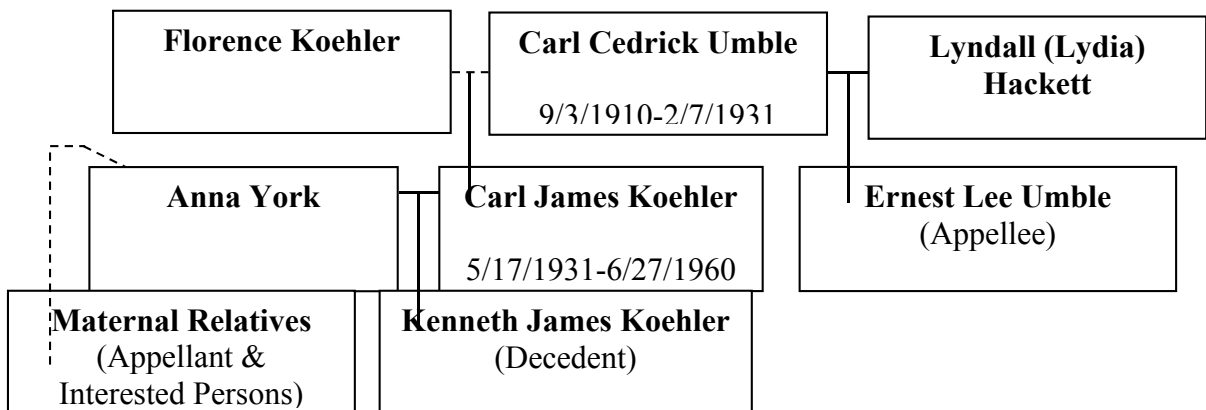 Florence Koehler
Carl Cedrick Umble
9/3/1910-2/7/1931
Lyndall (Lydia)
Hackett
Anna York
Carl James Koehler
5/17/1931-6/27/1960
Ernest Lee Umble
(Appellee)
Maternal Relatives
(Appellant &
Interested Persons)
Kenneth James Koehler
(Decedent)